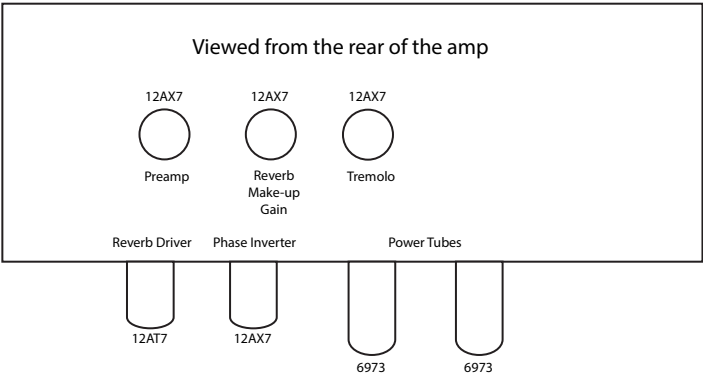 Viewed from the rear of the amp
12AX7
12AX7
12AX7
Preamp
Reverb
Make-up
Gain
Tremolo
Reverb Driver
Phase Inverter
Power Tubes
12AT7
12AX7
6973
6973